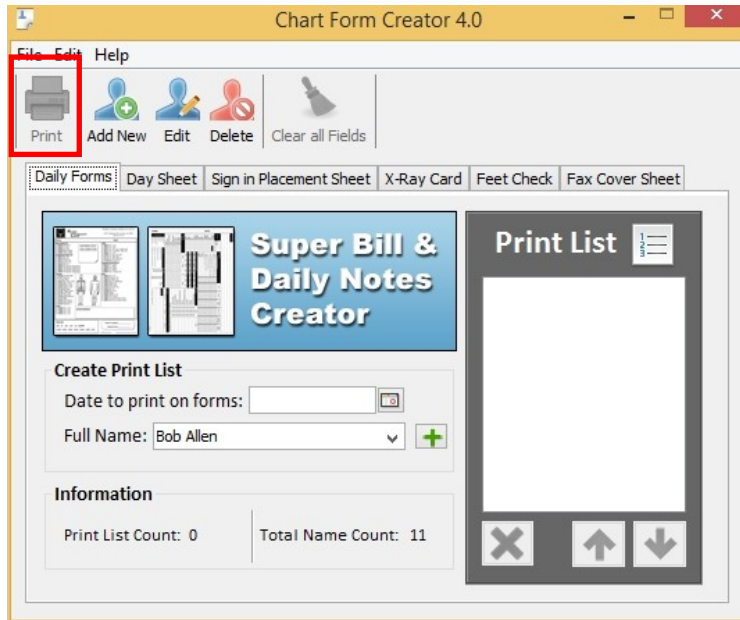 Chart Form Creator 4.0
File Edit Help
Print Add New Edit Delete Clear all Fields
Daily Forms Day Sheet Sign in Placement Sheet X-Ray Card Feet Check Fax Cover Sheet
Super Bill &
Daily Notes
Creator
Print List
1
2
3
Create Print List
Date to print on forms:
Full Name: Bob Allen
Information
Print List Count: 0 Total Name Count: 11